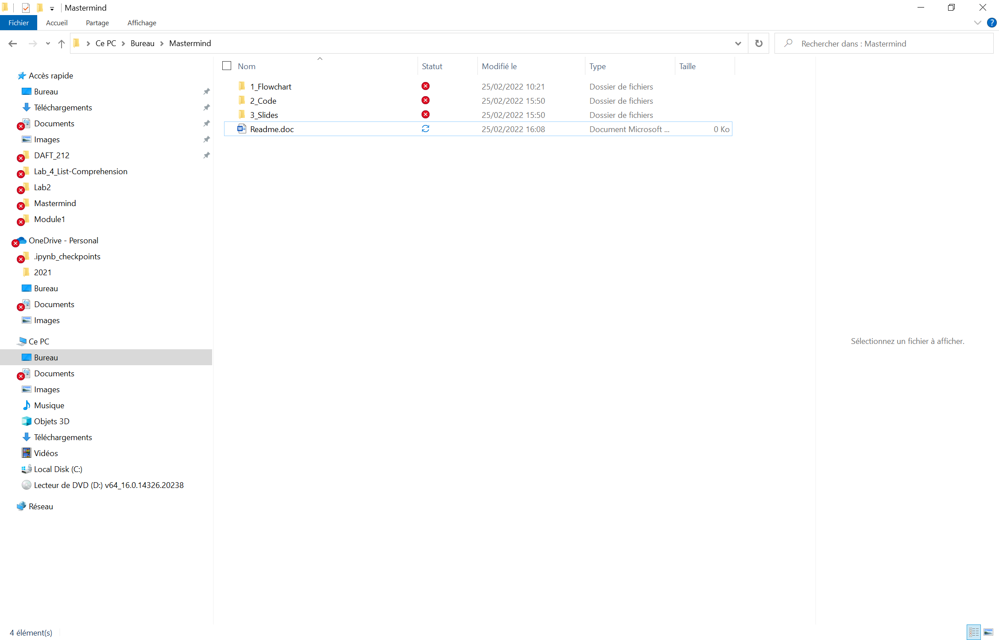 Mastermind
Fichier Accueil Partage Affichage
Ce PC Bureau Mastermind
Rechercher dans : Mastermind
Nom Statut Modifié le Type Taille
1_Flowchart 25/02/2022 10:21 Dossier de fichiers
2_Code 25/02/2022 15:50 Dossier de fichiers
3_Slides 25/02/2022 15:50 Dossier de fichiers
Readme.doc 25/02/2022 16:08 Document Microsoft ... 0 Ko
Accès rapide
Bureau
Téléchargements
Documents
Images
DAFT_212
Lab_4_List-Comprehension
Lab2
Mastermind
Module1
OneDrive - Personal
.ipynb_checkpoints
2021
Bureau
Documents
Images
Ce PC
Bureau
Documents
Images
Musique
Objets 3D
Téléchargements
Vidéos
Local Disk (C:)
Lecteur de DVD (D:) v64_16.0.14326.20238
Réseau
Sélectionnez un fichier à afficher.
4 élément(s)